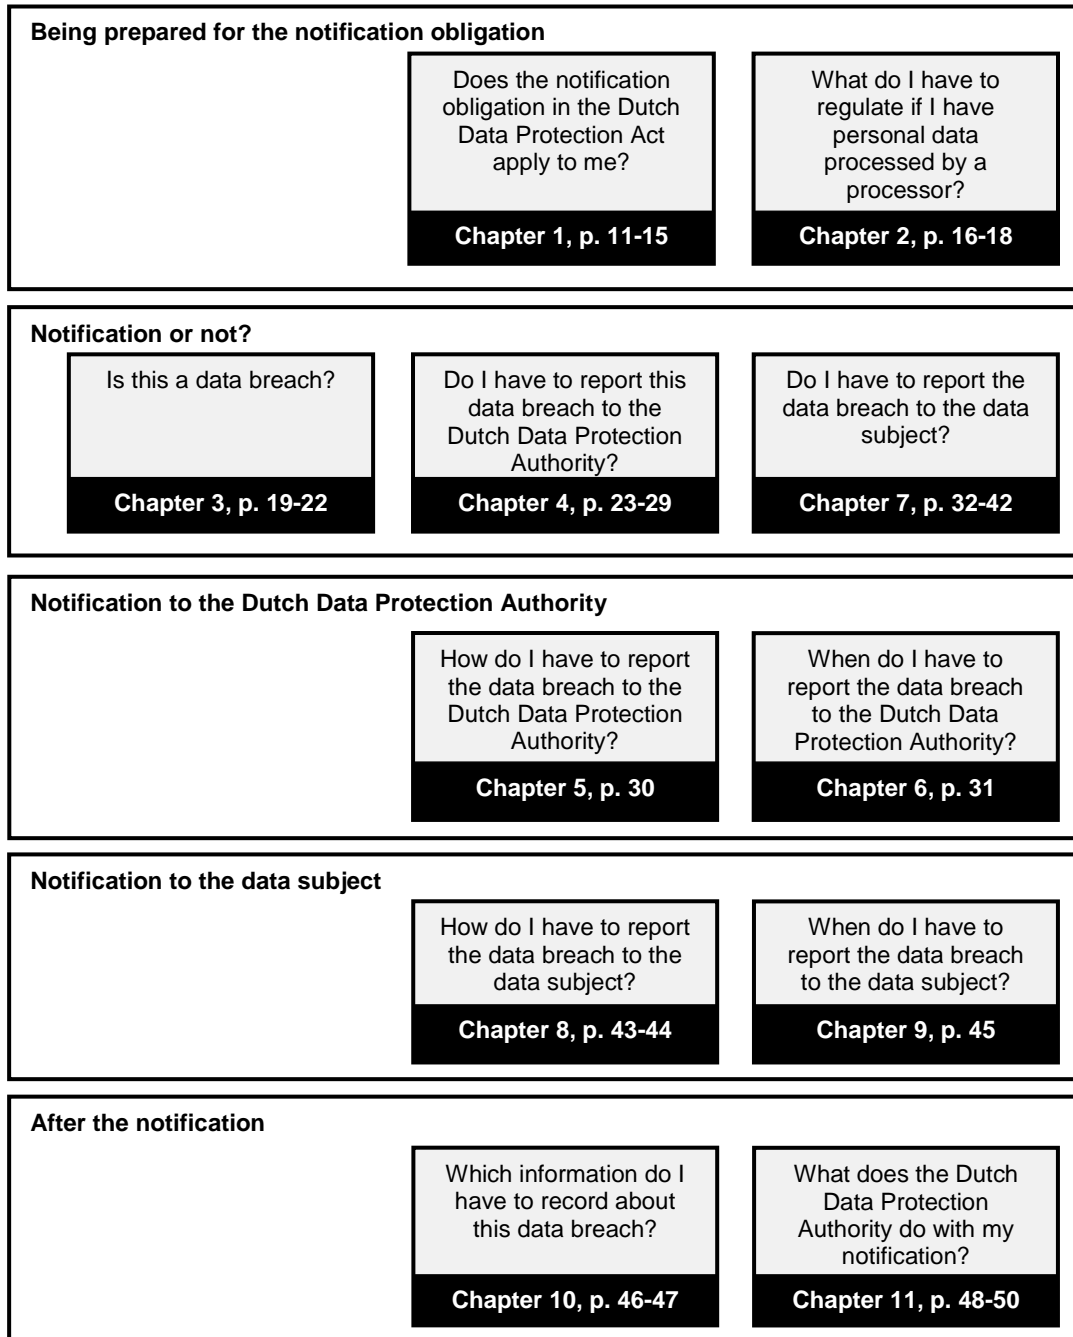 Being prepared for the notification obligation
Does the notification
obligation in the Dutch
Data Protection Act
apply to me?
Chapter 1, p. 11-15
What do I have to
regulate if I have
personal data
processed by a
processor?
Chapter 2, p. 16-18
Notification or not?
Is this a data breach?
Chapter 3, p. 19-22
Do I have to report this
data breach to the
Dutch Data Protection
Authority?
Chapter 4, p. 23-29
Do I have to report the
data breach to the data
subject?
Chapter 7, p. 32-42
Notification to the Dutch Data Protection Authority
How do I have to report
the data breach to the
Dutch Data Protection
Authority?
Chapter 5, p. 30
When do I have to
report the data breach
to the Dutch Data
Protection Authority?
Chapter 6, p. 31
Notification to the data subject
How do I have to report
the data breach to the
data subject?
Chapter 8, p. 43-44
When do I have to
report the data breach
to the data subject?
Chapter 9, p. 45
After the notification
Which information do I
have to record about
this data breach?
Chapter 10, p. 46-47
What does the Dutch
Data Protection
Authority do with my
notification?
Chapter 11, p. 48-50